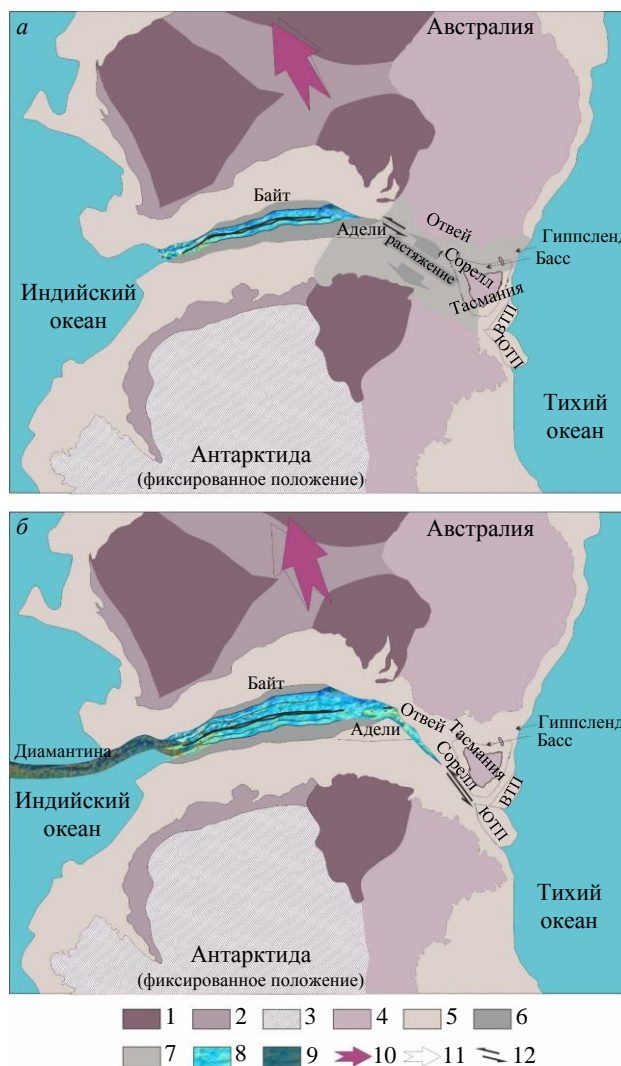 а
Австралия
Байт
Адели
Отвей
растяжение
Сорелл
Гиппсленд
Басс
Тасмания
ВТП
ЮТП
Индийский
океан
Тихий
океан
Антарктида
(фиксированное положение)
б
Австралия
Байт
Адели
Отвей
Тасмания
Сорелл
Гиппсленд
Басс
ВТП
ЮТП
Диамантина
Индийский
океан
Тихий
океан
Антарктида
(фиксированное положение)
1 2 3 4 5 6
7 8 9 10 11 12